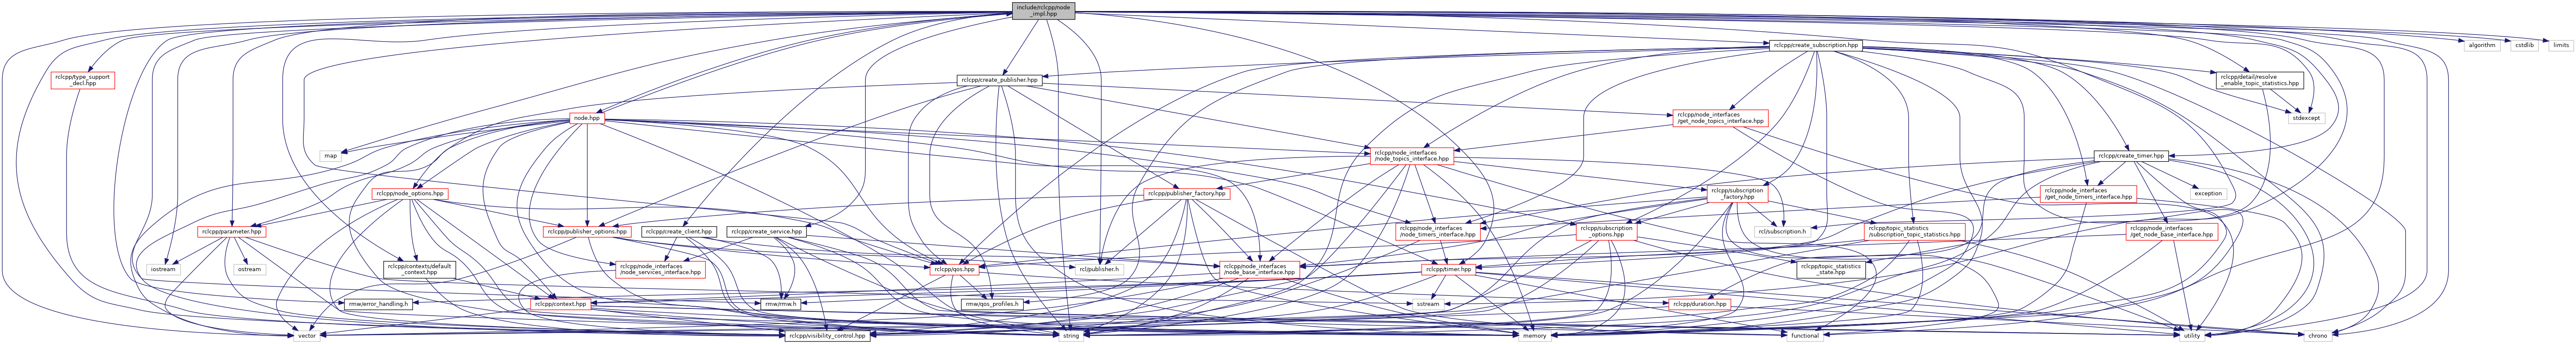 include/rclcpp/node
_impl.hpp
rclcpp/create_subscription.hpp
algorithm
cstdlib
limits
rclcpp/type_support
_decl.hpp
rclcpp/create_publisher.hpp
rclcpp/detail/resolve
_enable_topic_statistics.hpp
node.hpp
rclcpp/node_interfaces
/get_node_topics_interface.hpp
stdexcept
map
rclcpp/node_interfaces
/node_topics_interface.hpp
rclcpp/create_timer.hpp
rclcpp/node_options.hpp
rclcpp/publisher_factory.hpp
rclcpp/subscription
_factory.hpp
rclcpp/node_interfaces
/get_node_timers_interface.hpp
exception
rclcpp/parameter.hpp
rclcpp/publisher_options.hpp
rclcpp/create_client.hpp
rclcpp/create_service.hpp
rclcpp/node_interfaces
/node_timers_interface.hpp
rclcpp/subscription
_options.hpp
rcl/subscription.h
rclcpp/topic_statistics
/subscription_topic_statistics.hpp
rclcpp/node_interfaces
/get_node_base_interface.hpp
iostream
ostream
rclcpp/contexts/default
_context.hpp
rclcpp/node_interfaces
/node_services_interface.hpp
rcl/publisher.h
rclcpp/qos.hpp
rclcpp/node_interfaces
/node_base_interface.hpp
rclcpp/timer.hpp
rclcpp/topic_statistics
_state.hpp
rmw/error_handling.h
rclcpp/context.hpp
rmw/rmw.h
rmw/qos_profiles.h
sstream
rclcpp/duration.hpp
vector
rclcpp/visibility_control.hpp
string
memory
functional
utility
chrono